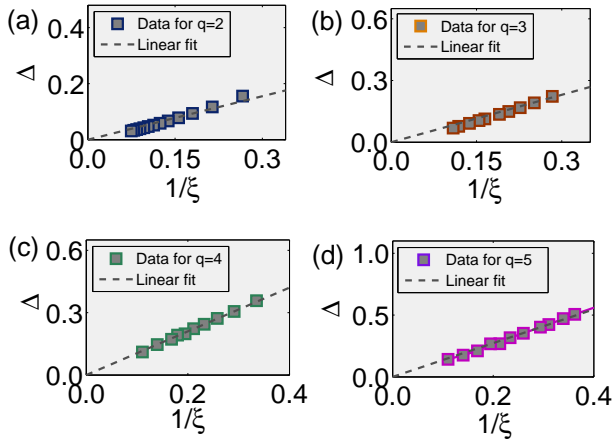 (a)
Data for q=2
Linear fit
Δ
0.4
0.2
0
0.0
0.15
0.3
1/ξ
(b)
Data for q=3
Linear fit
Δ
0.6
0.3
0.0
0.0
0.15
0.3
1/ξ
(c)
Data for q=4
Linear fit
Δ
0.6
0.3
0.0
0.0
0.2
0.4
1/ξ
(d)
Data for q=5
Linear fit
Δ
1.0
0.5
0.0
0.0
0.2
0.4
1/ξ